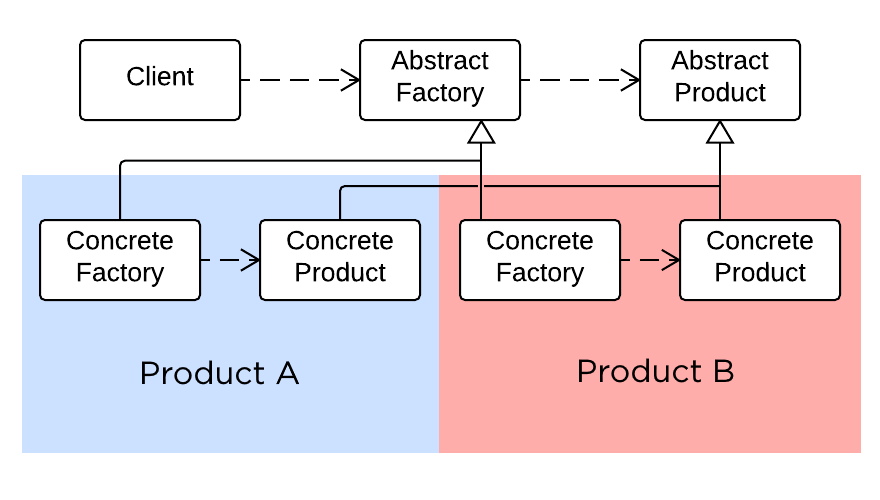 Client
Abstract
Factory
Abstract
Product
Concrete
Factory
Concrete
Product
Concrete
Factory
Concrete
Product
Product A
Product B